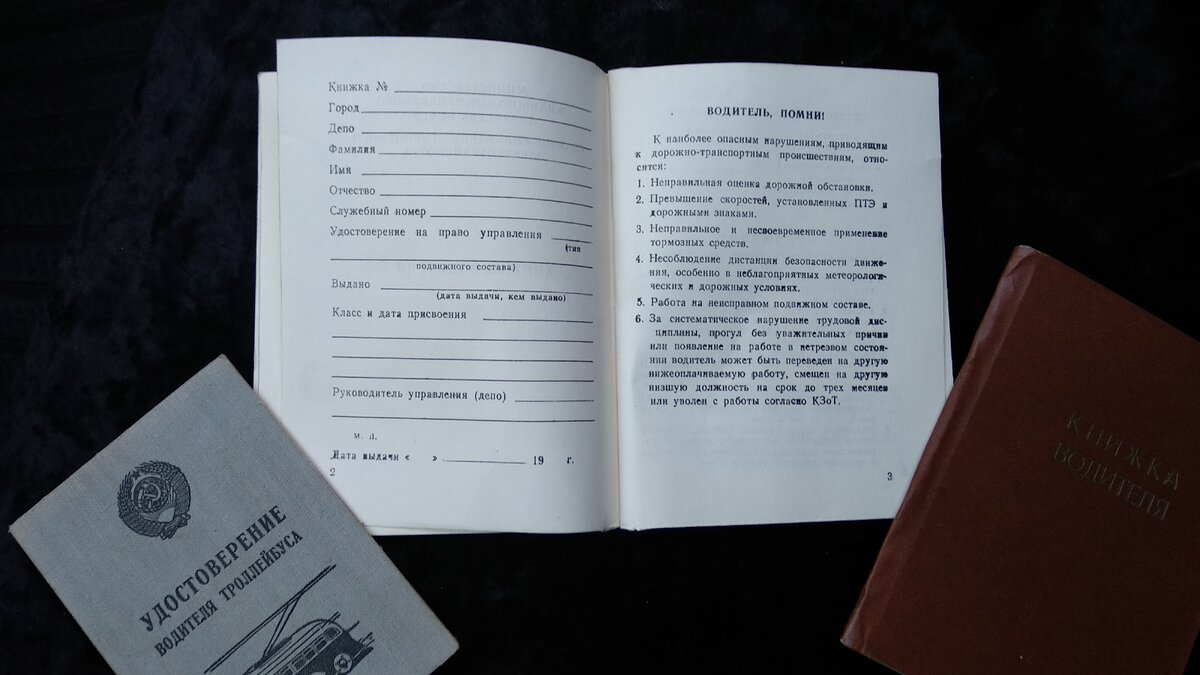 Книжка №
Город
Депо
Фамилия
Имя
Отчество
Служебный номер
Удостоверение на право управления
(тип
подвижного состава)
Выдано
(дата выдачи, кем выдано)
Класс и дата присвоения
Руководитель управления (депо)
М. П.
Дата выдачи « » 19 г.
2
ВОДИТЕЛЬ, ПОМНИ!
К наиболее опасным нарушениям, приводящим
к дорожно-транспортным происшествиям, отно-
сятся:
1. Неправильная оценка дорожной обстановки.
2. Превышение скоростей, установленных ПТЭ и
дорожными знаками.
3. Неправильное и несвоевременное применение
тормозных средств.
4. Несоблюдение дистанции безопасности движе-
ния, особенно в неблагоприятных метеорологи-
ческих и дорожных условиях.
5. Работа на неисправном подвижном составе.
6. За систематическое нарушение трудовой дис-
циплины, прогул без уважительных причин
или появление на работе в нетрезвом состоя-
нии водитель может быть переведен на другую
нижеоплачиваемую работу, смещен на другую
низшую должность на срок до трех месяцев
или уволен с работы согласно КЗоТ.
3
УДОСТОВЕРЕНИЕ
ВОДИТЕЛЯ ТРОЛЛЕЙБУСА
КНИЖКА
ВОДИТЕЛЯ